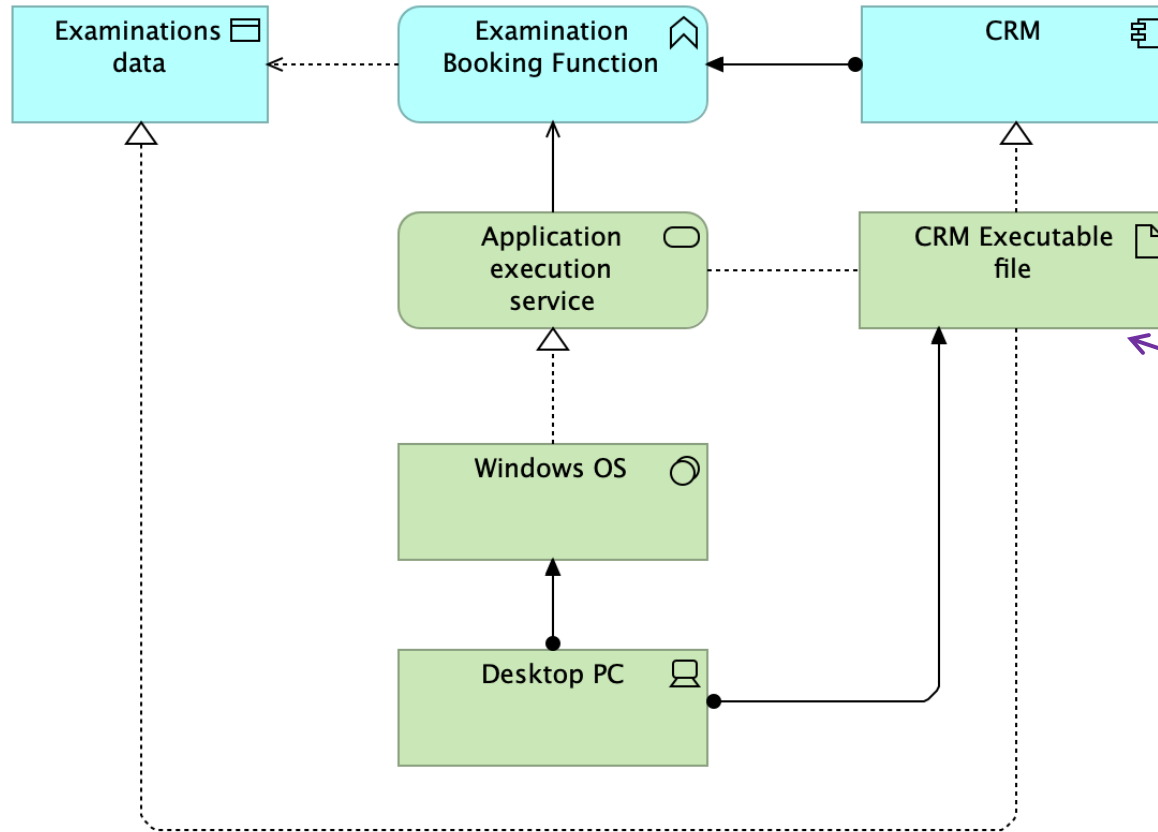 Examinations
data
Examination
Booking Function
CRM
Application
execution
service
CRM Executable
file
Windows OS
Desktop PC